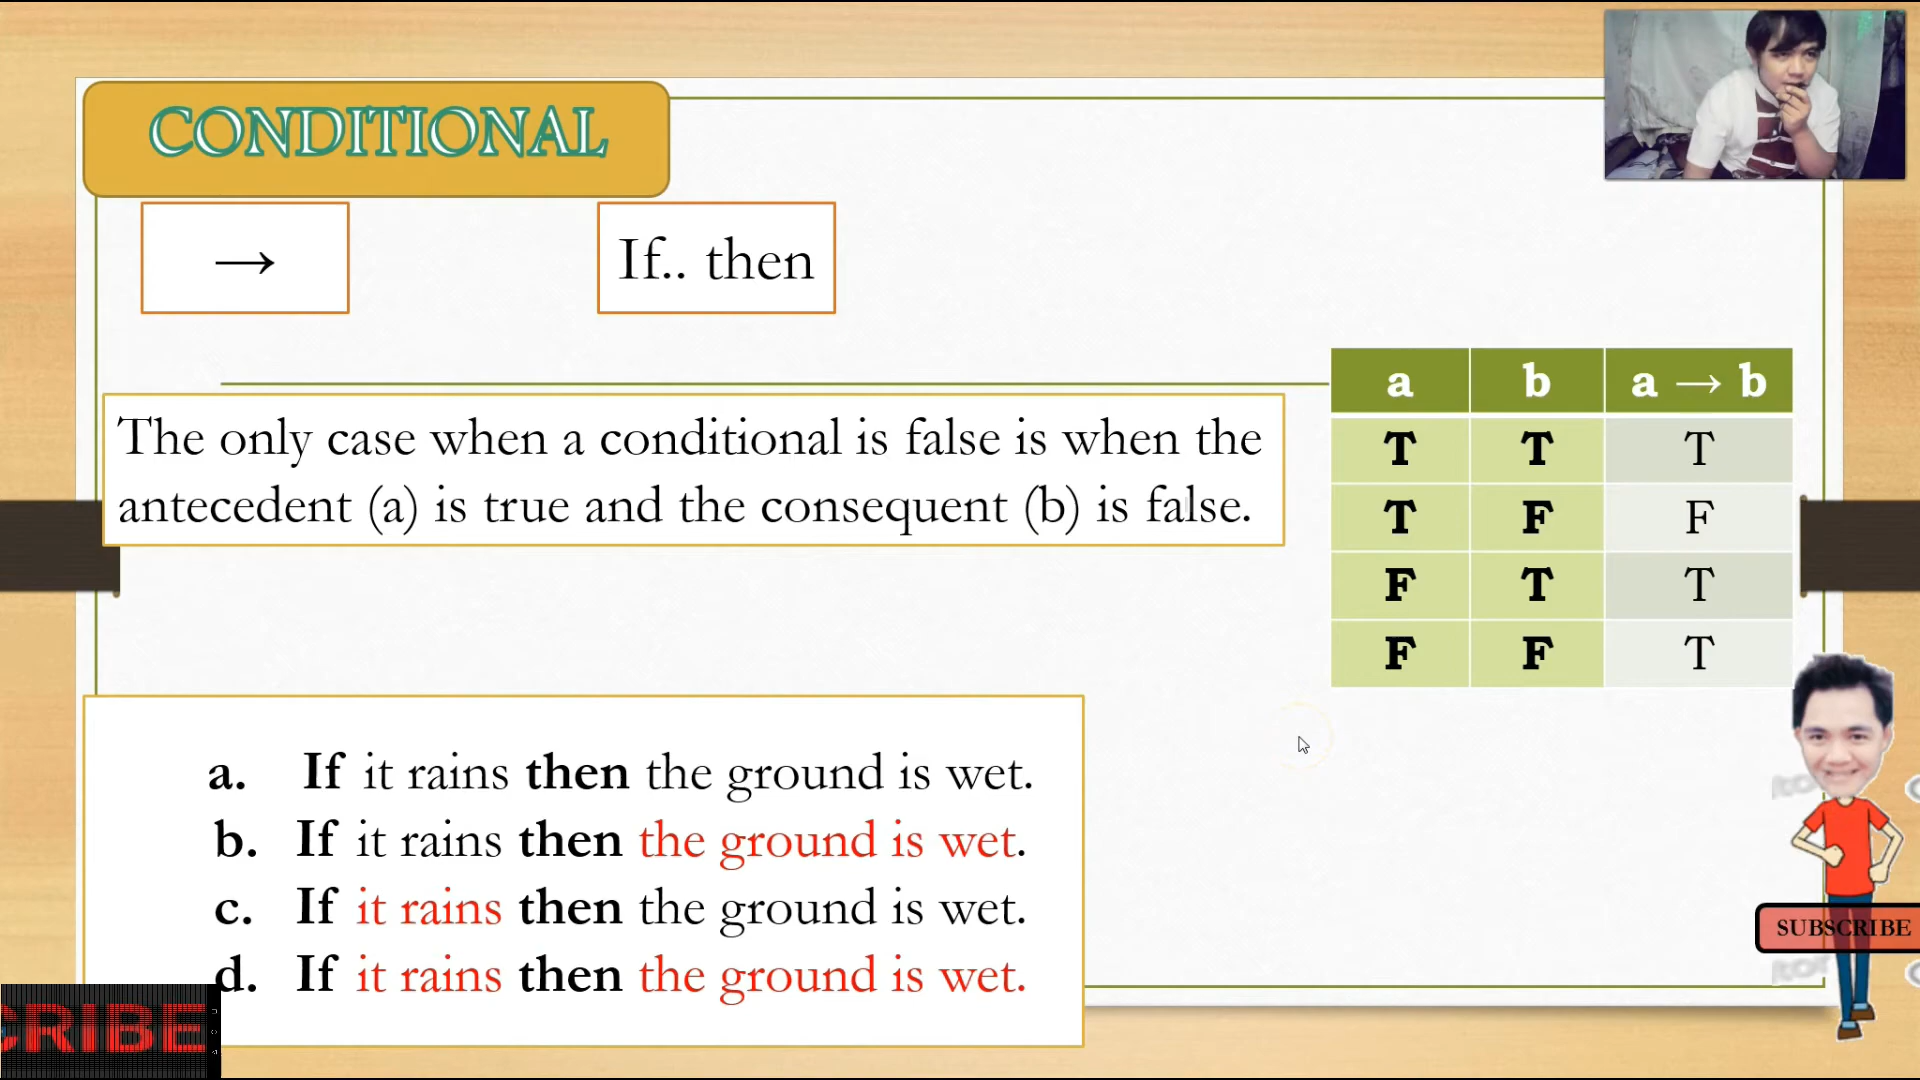 CONDITIONAL
→
If.. then
The only case when a conditional is false is when the
antecedent (a) is true and the consequent (b) is false.
a b a → b
T T T
T F F
F T T
F F T
a. If it rains then the ground is wet.
b. If it rains then the ground is wet.
c. If it rains then the ground is wet.
d. If it rains then the ground is wet.
SUBSCRIBE
CRIBE